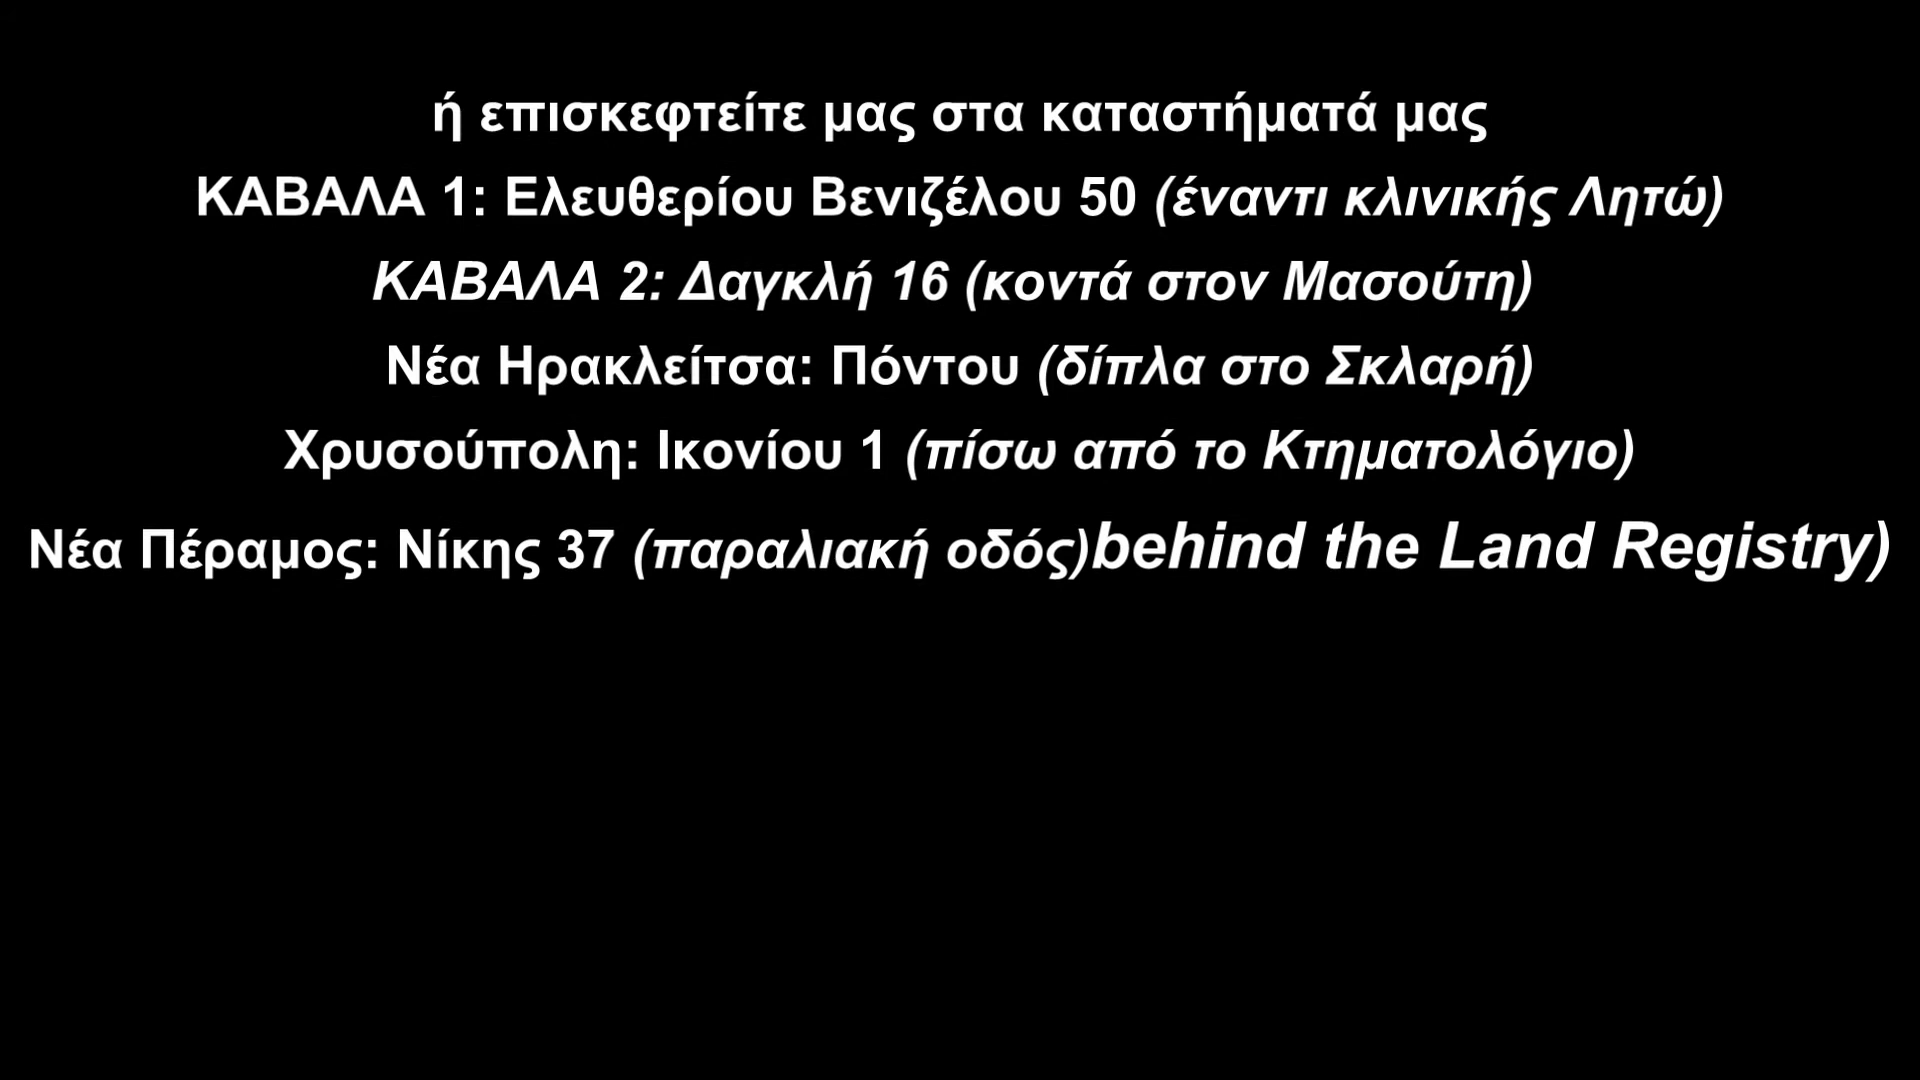 ή επισκεφτείτε μας στα καταστήματά μας
ΚΑΒΑΛΑ 1: Ελευθερίου Βενιζέλου 50 (έναντι κλινικής Λητώ)
ΚΑΒΑΛΑ 2: Δαγκλή 16 (κοντά στον Μασούτη)
Νέα Ηρακλείτσα: Πόντου (δίπλα στο Σκλαρή)
Χρυσούπολη: Ικονίου 1 (πίσω από το Κτηματολόγιο)
Νέα Πέραμος: Νίκης 37 (παραλιακή οδός)behind the Land Registry)